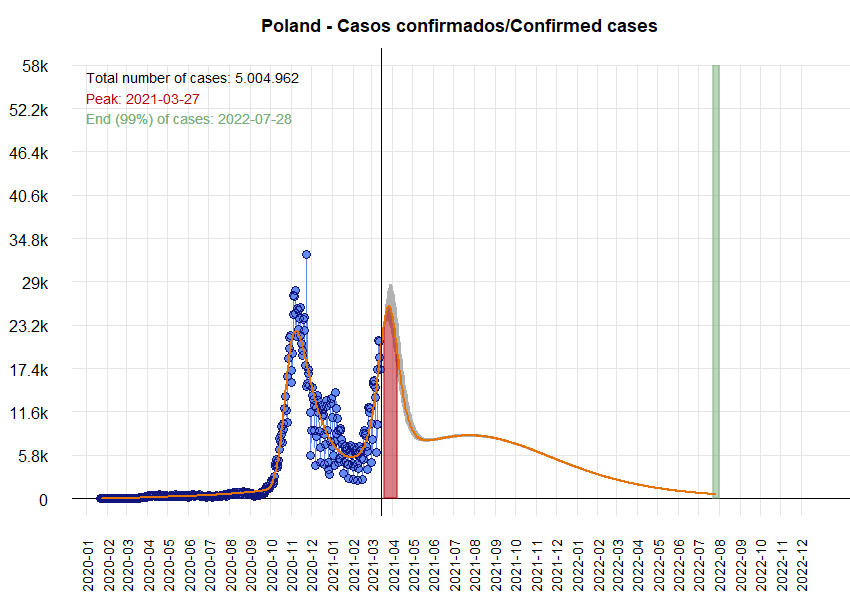 Poland - Casos confirmados/Confirmed cases
58k
Total number of cases: 5.004.962
Peak: 2021-03-27
End (99%) of cases: 2022-07-28
52.2k
46.4k
40.6k
34.8k
29k
23.2k
17.4k
11.6k
5.8k
0
2020-01
2020-02
2020-03
2020-04
2020-05
2020-06
2020-07
2020-08
2020-09
2020-10
2020-11
2020-12
2021-01
2021-02
2021-03
2021-04
2021-05
2021-06
2021-07
2021-08
2021-09
2021-10
2021-11
2021-12
2022-01
2022-02
2022-03
2022-04
2022-05
2022-06
2022-07
2022-08
2022-09
2022-10
2022-11
2022-12